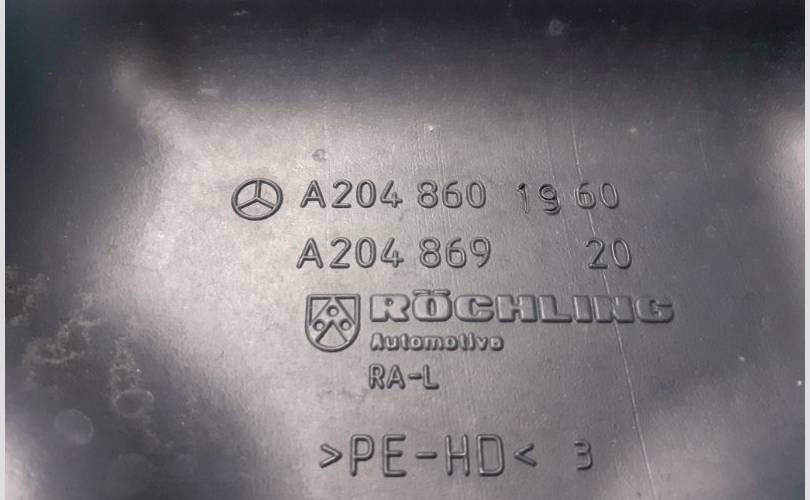 A204 860 19 60
A204 869 20
RÖCHLING
Automotive
RA-L
>PE-HD< 3